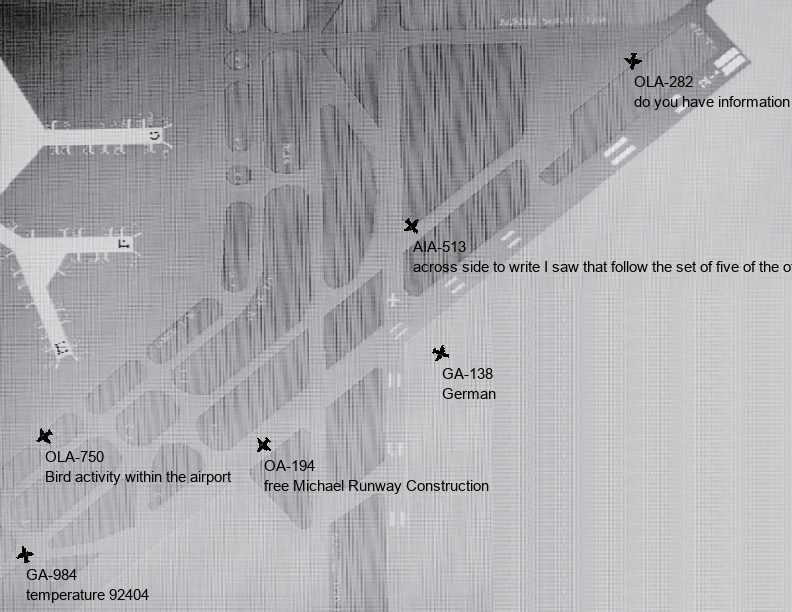 OLA-282
do you have information
AIA-513
across side to write I saw that follow the set of five of the
GA-138
German
OLA-750
Bird activity within the airport
OA-194
free Michael Runway Construction
GA-984
temperature 92404